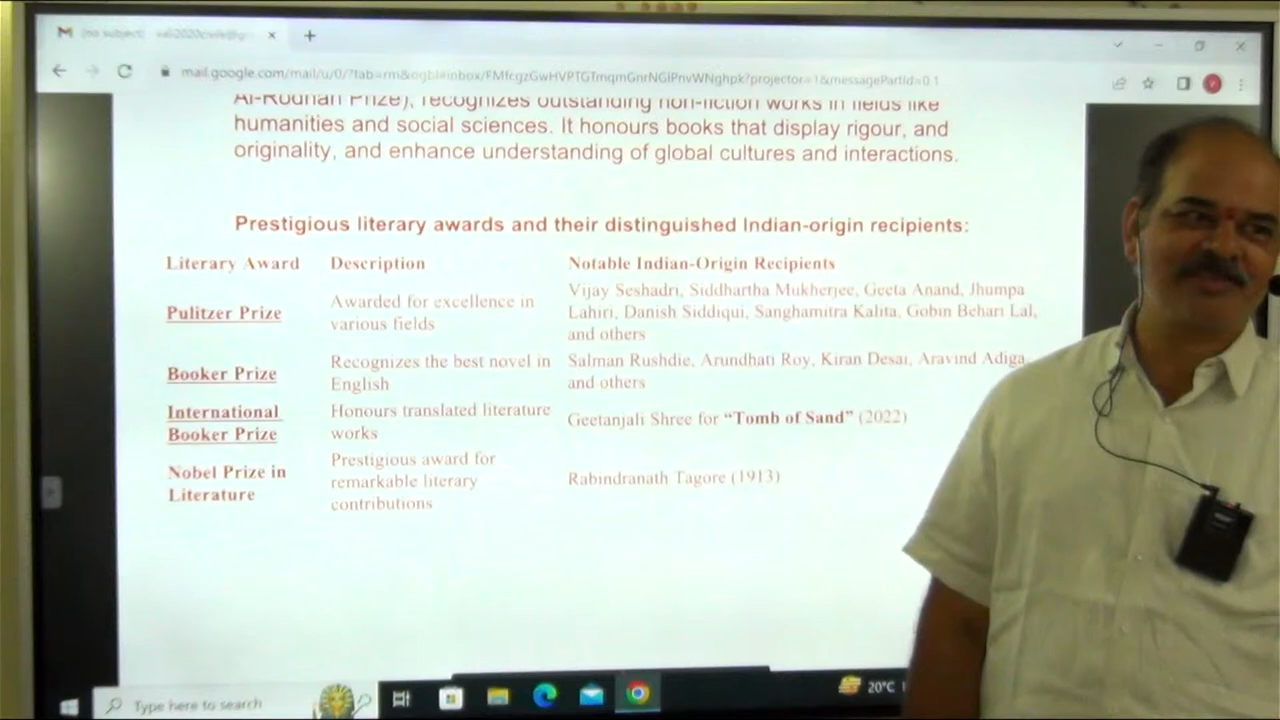 (no subject)
mail.google.com/mail/u/0/?tab=rm&ogbl#inbox/FMfcgzGwHVPTGTmqmGnrNGlPnvWNghpk?projector=1&messagePartId=0.1
Al-Rodhan Prize), recognizes outstanding non-fiction works in fields like
humanities and social sciences. It honours books that display rigour, and
originality, and enhance understanding of global cultures and interactions.
Prestigious literary awards and their distinguished Indian-origin recipients:
Literary Award Description Notable Indian-Origin Recipients
Pulitzer Prize
Awarded for excellence in
various fields
Vijay Seshadri, Siddhartha Mukherjee, Geeta Anand, Jhumpa
Lahiri, Danish Siddiqui, Sanghamitra Kalita, Gobin Behari Lal,
and others
Booker Prize
Recognizes the best novel in
English
Salman Rushdie, Arundhati Roy, Kiran Desai, Aravind Adiga,
and others
International
Booker Prize
Honours translated literature
works
Geetanjali Shree for “Tomb of Sand” (2022)
Nobel Prize in
Literature
Prestigious award for
remarkable literary
contributions
Rabindranath Tagore (1913)
Type here to search
20°C